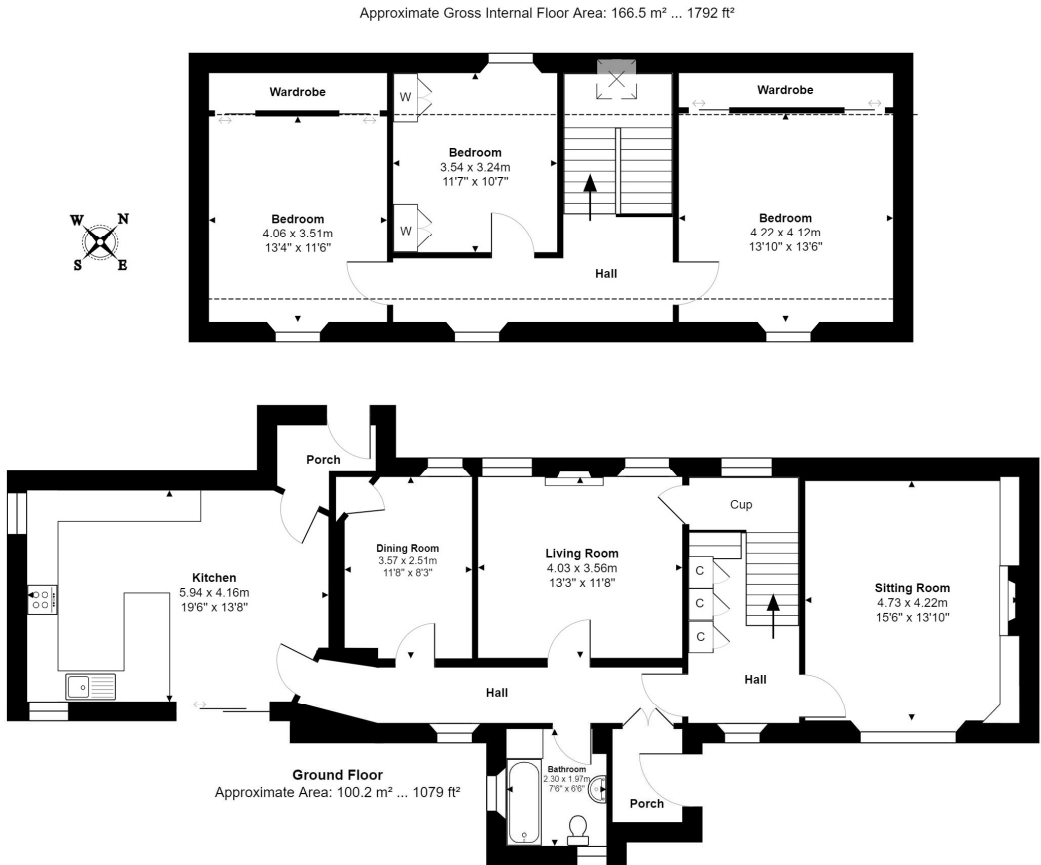 Approximate Gross Internal Floor Area: 166.5 m² ... 1792 ft²
Wardrobe
W
Wardrobe
Bedroom
3.54 x 3.24m
11'7" x 10'7"
Bedroom
4.06 x 3.51m
13'4" x 11'6"
Bedroom
4.22 x 4.12m
13'10" x 13'6"
W
W N
S E
Hall
Porch
Cup
Dining Room
3.57 x 2.51m
11'8" x 8'3"
Living Room
4.03 x 3.56m
13'3" x 11'8"
Kitchen
5.94 x 4.16m
19'6" x 13'8"
C
C
C
Sitting Room
4.73 x 4.22m
15'6" x 13'10"
Hall
Hall
Ground Floor
Approximate Area: 100.2 m² ... 1079 ft²
Bathroom
2.30 x 1.97m
7'6" x 6'6"
Porch